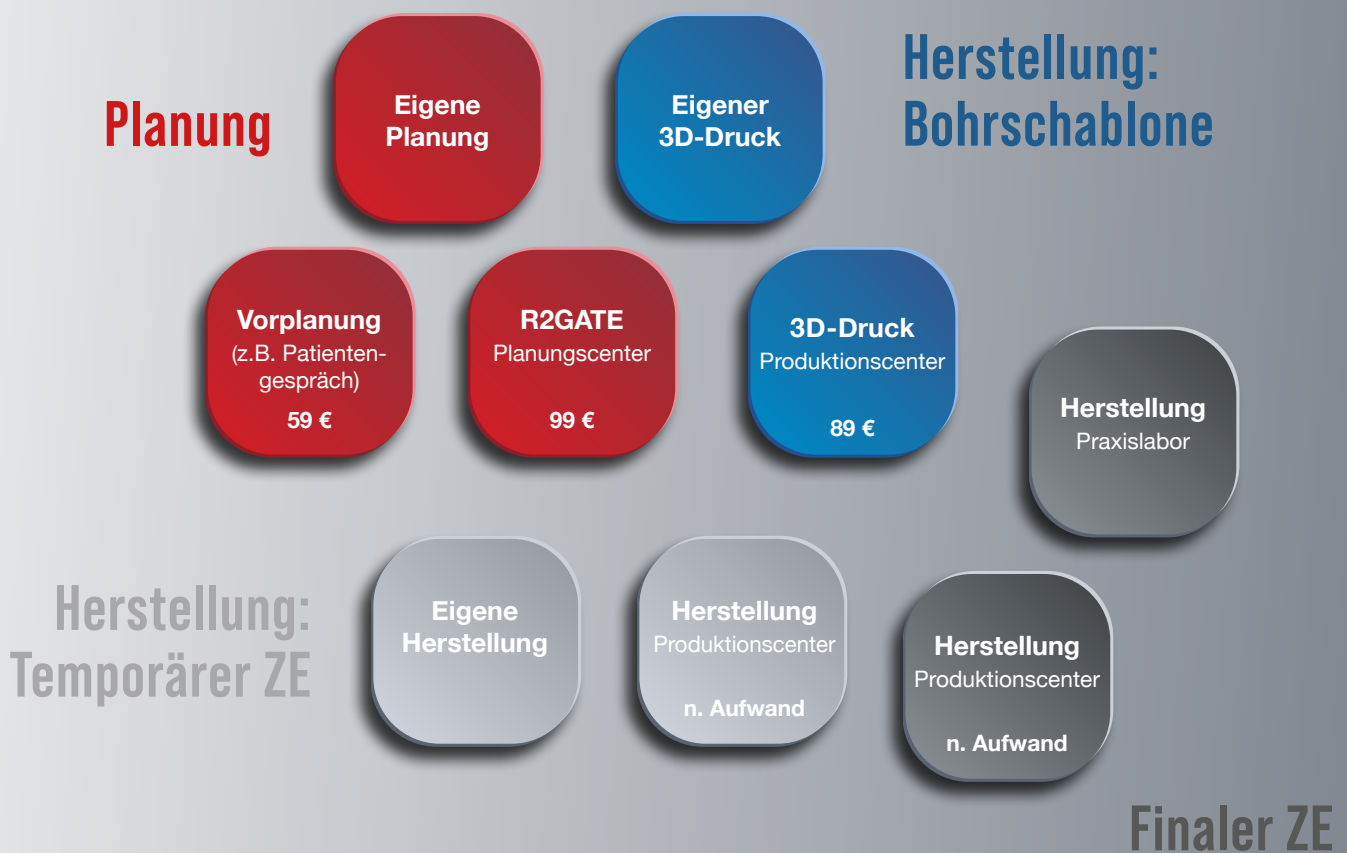 Planung
Eigene
Planung
Vorplanung
(z.B. Patienten-
gespräch)
59 €
R2GATE
Planungscenter
99 €
Herstellung:
Bohrschablone
Eigener
3D-Druck
3D-Druck
Produktionscenter
89 €
Herstellung:
Temporärer ZE
Eigene
Herstellung
Herstellung
Produktionscenter
n. Aufwand
Herstellung
Praxislabor
Herstellung
Produktionscenter
n. Aufwand
Finaler ZE